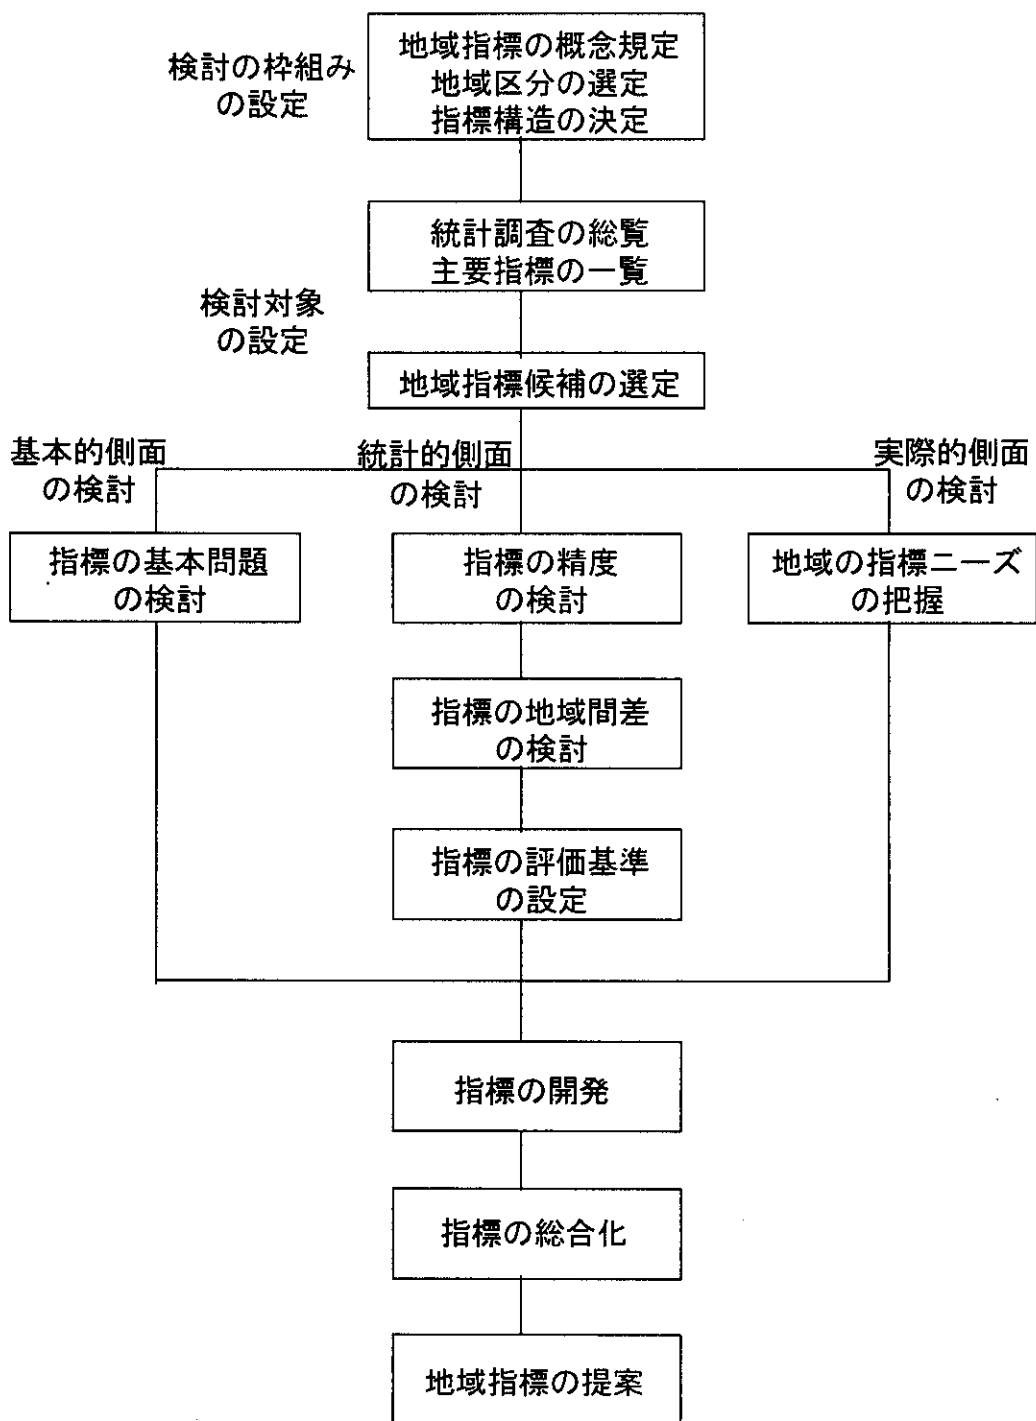 検討の枠組み
の設定
地域指標の概念規定
地域区分の選定
指標構造の決定
統計調査の総覧
主要指標の一覧
検討対象
の設定
地域指標候補の選定
基本的側面
の検討
統計的側面
の検討
実際的側面
の検討
指標の基本問題
の検討
指標の精度
の検討
地域の指標ニーズ
の把握
指標の地域間差
の検討
指標の評価基準
の設定
指標の開発
指標の総合化
地域指標の提案